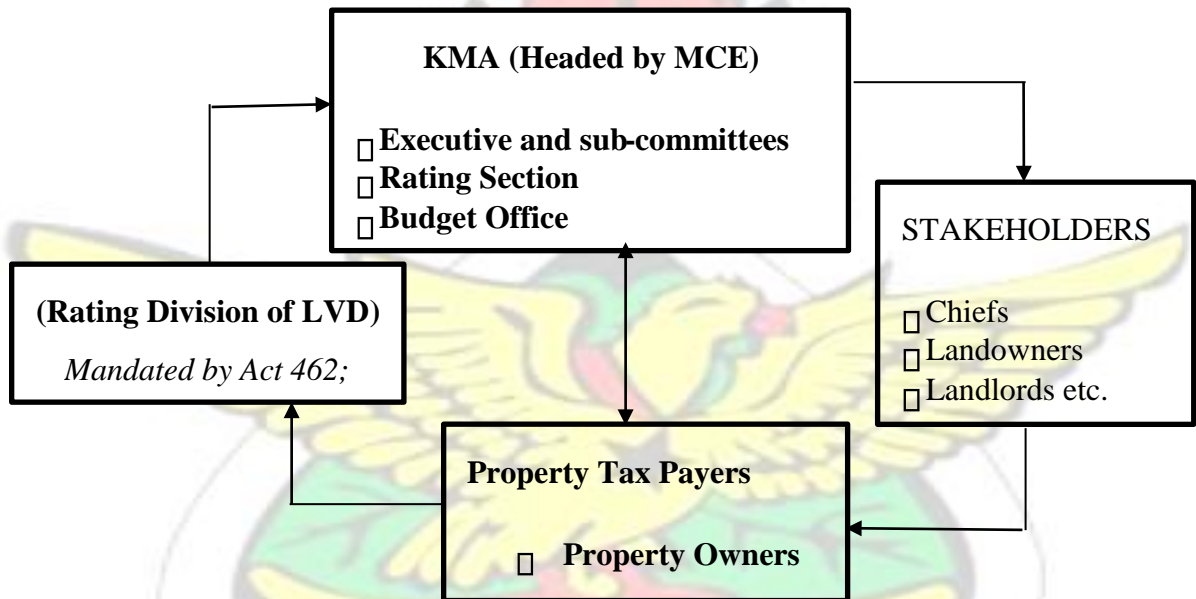 KMA (Headed by MCE)
Executive and sub-committees
Rating Section
Budget Office
STAKEHOLDERS
Chiefs
Landowners
Landlords etc.
(Rating Division of LVD)
Mandated by Act 462;
Property Tax Payers
Property Owners